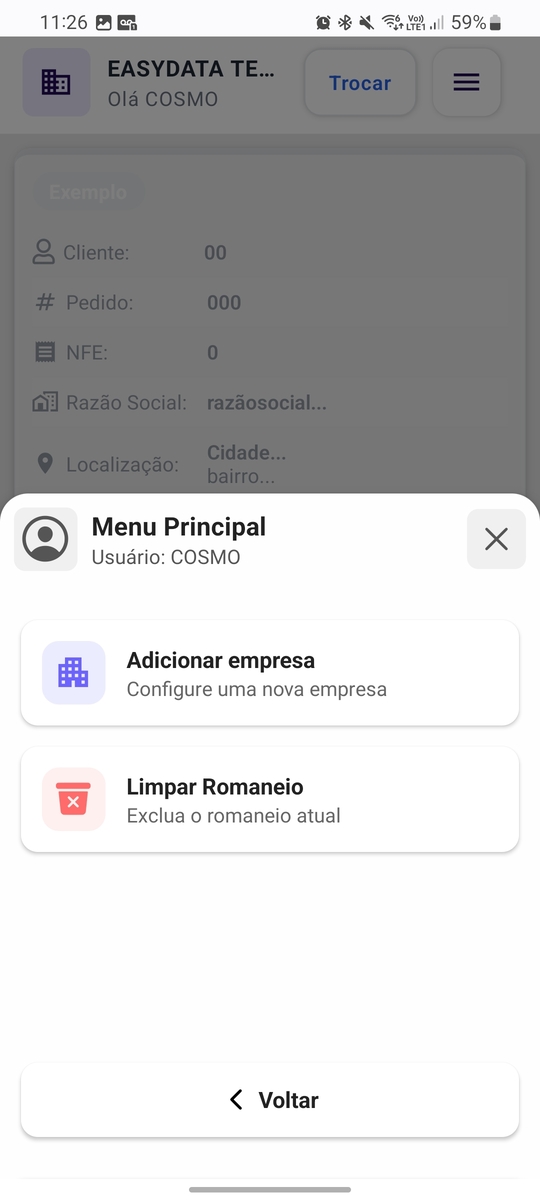 11:26
59%
EASYDATA TE...
Olá COSMO
Trocar
Exemplo
Cliente: 00
# Pedido: 000
NFE: 0
Razão Social: razãosocial...
Localização: Cidade...
bairro...
Menu Principal
Usuário: COSMO
Adicionar empresa
Configure uma nova empresa
Limpar Romaneio
Exclua o romaneio atual
Voltar